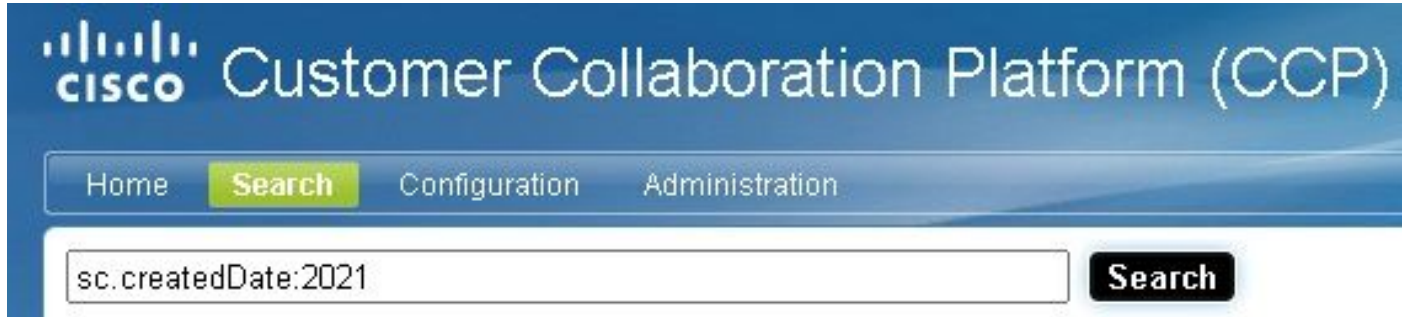 cisco Customer Collaboration Platform (CCP)
Home Search Configuration Administration
sc.createdDate:2021 Search